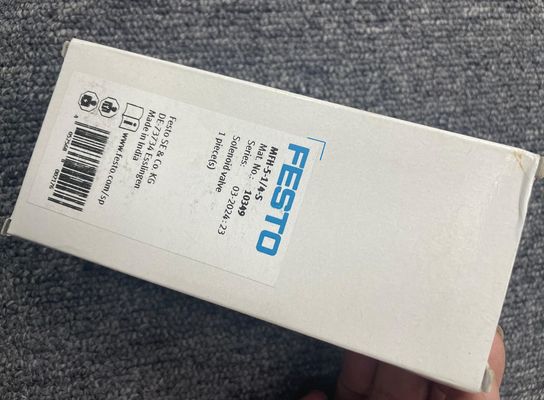 FESTO
MFH-5-1/4-S
Mat. No.: 10349
Series: 03-2024:23
Solenoid valve
1 piece(s)
Festo SE & Co. KG
DE-73734 Esslingen
Made in India
www.festo.com/sp